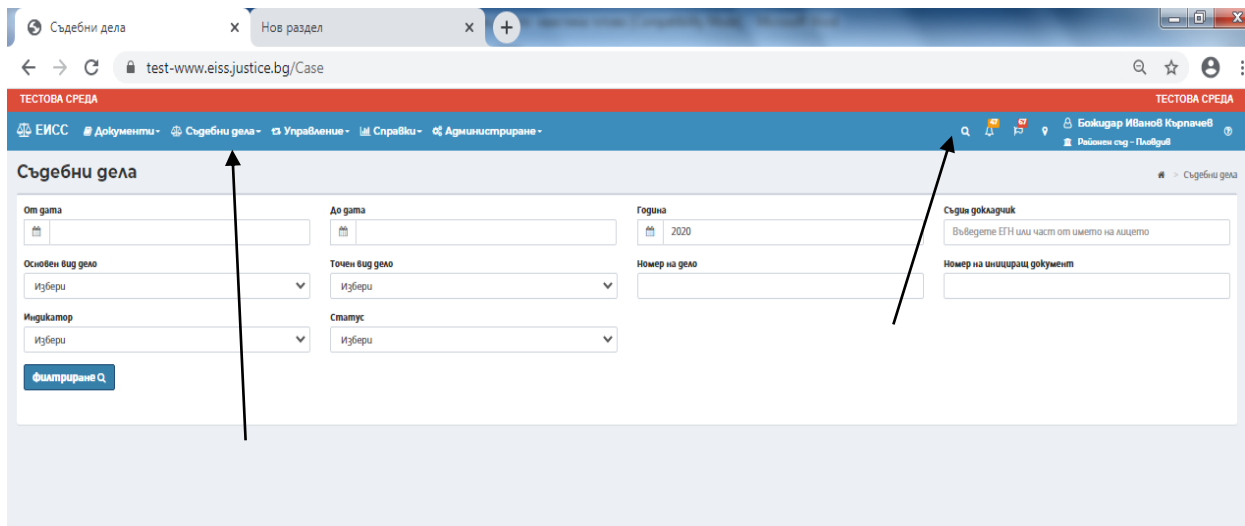 Съдебни дела
Нов раздел
test-www.eiss.justice.bg/Case
ТЕСТОВА СРЕДА
ТЕСТОВА СРЕДА
ЕИСС Документи Съдебни дела Управление Справки Администриране
67 67 Божидар Иванов Кърпачев
Районен съд - Пловдив
Съдебни дела
> Съдебни дела
От дата До дата Година Съдия докладчик
2020 Въведете ЕГН или част от името на лицето
Основен вид дело Точен вид дело Номер на дело Номер на иницииращ документ
Избери Избери
Индикатор Статус
Избери Избери
Филтриране